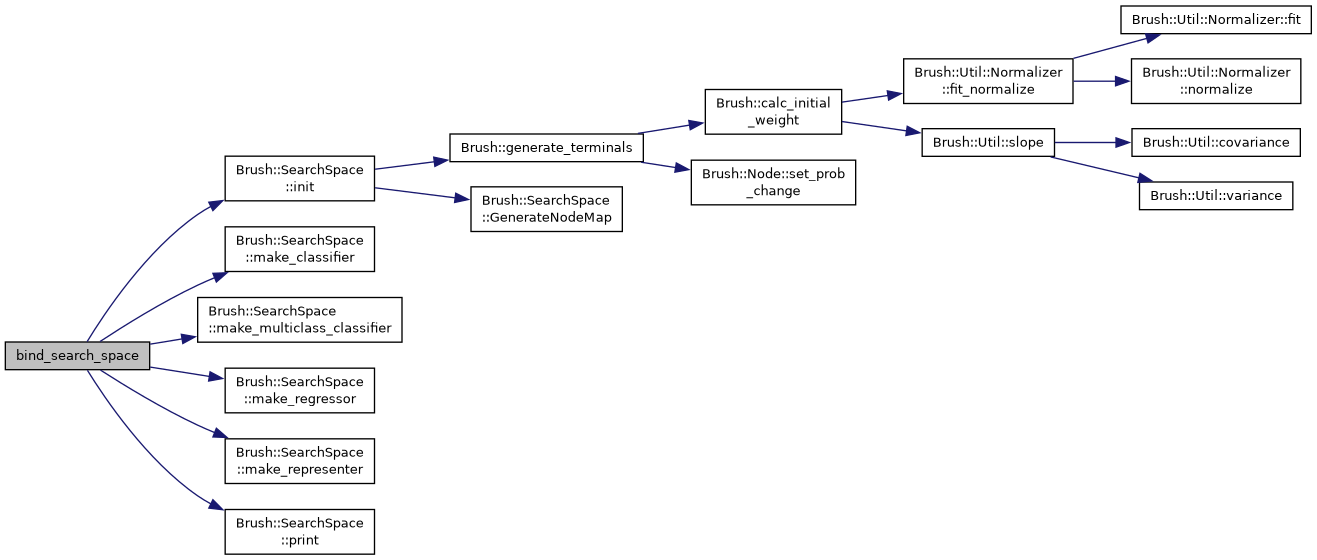 bind_search_space
Brush::SearchSpace
::init
Brush::SearchSpace
::make_classifier
Brush::SearchSpace
::make_multiclass_classifier
Brush::SearchSpace
::make_regressor
Brush::SearchSpace
::make_representer
Brush::SearchSpace
::print
Brush::generate_terminals
Brush::SearchSpace
::GenerateNodeMap
Brush::calc_initial
_weight
Brush::Node::set_prob
_change
Brush::Util::Normalizer
::fit_normalize
Brush::Util::slope
Brush::Util::Normalizer::fit
Brush::Util::Normalizer
::normalize
Brush::Util::covariance
Brush::Util::variance